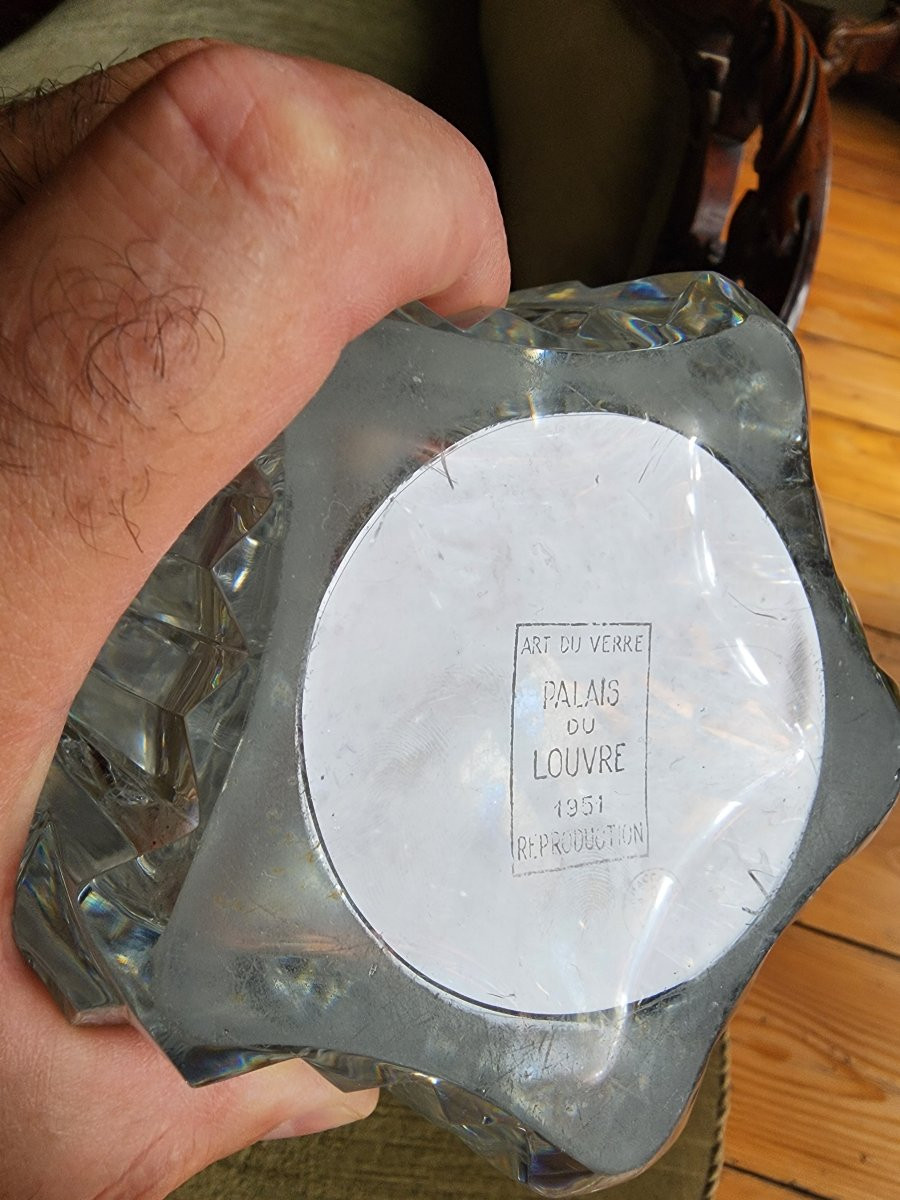 ART DU VERRE
PALAIS
DU
LOUVRE
1951
REPRODUCTION